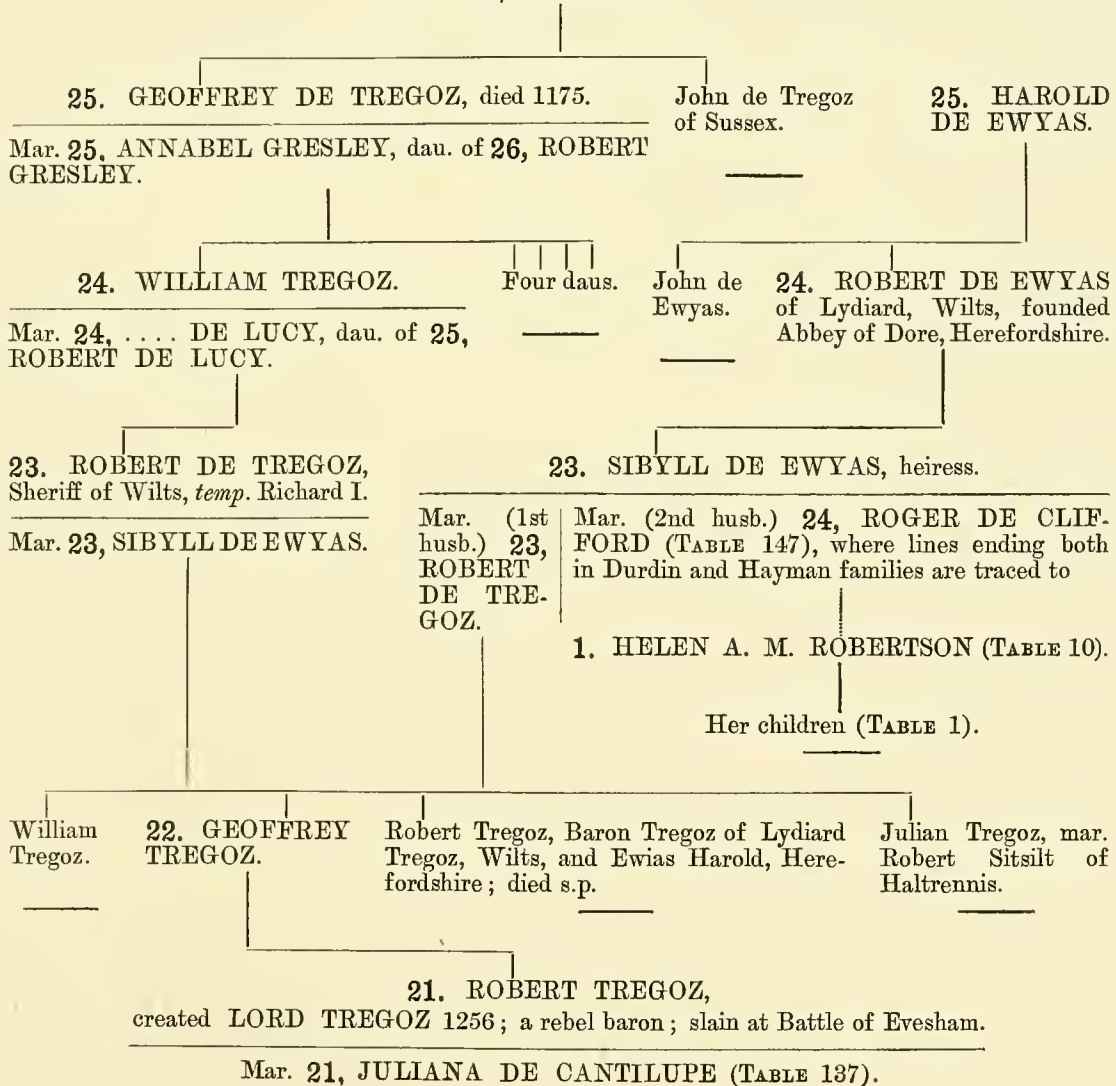 25. GEOFFREY DE TREGOZ, died 1175.
Mar. 25, ANNABEL GRESLEY, dau. of 26, ROBERT
GRESLEY.
John de Tregoz
of Sussex.
25. HAROLD
DE EWYAS.
24. WILLIAM TREGOZ.
Mar. 24, .... DE LUCY, dau. of 25,
ROBERT DE LUCY.
Four daus.
John de
Ewyas.
24. ROBERT DE EWYAS
of Lydiard, Wilts, founded
Abbey of Dore, Herefordshire.
23. ROBERT DE TREGOZ,
Sheriff of Wilts, temp. Richard I.
Mar. 23, SIBYLL DE EWYAS.
23. SIBYLL DE EWYAS, heiress.
Mar. (1st
husb.) 23,
ROBERT
DE TRE-
GOZ.
Mar. (2nd husb.) 24, ROGER DE CLIF-
FORD (TABLE 147), where lines ending both
in Durdin and Hayman families are traced to
1. HELEN A. M. ROBERTSON (TABLE 10).
Her children (TABLE 1).
William
Tregoz.
22. GEOFFREY
TREGOZ.
Robert Tregoz, Baron Tregoz of Lydiard
Tregoz, Wilts, and Ewias Harold, Here-
fordshire; died s.p.
Julian Tregoz, mar.
Robert Sitsilt of
Haltrennis.
21. ROBERT TREGOZ,
created LORD TREGOZ 1256; a rebel baron; slain at Battle of Evesham.
Mar. 21, JULIANA DE CANTILUPE (TABLE 137).